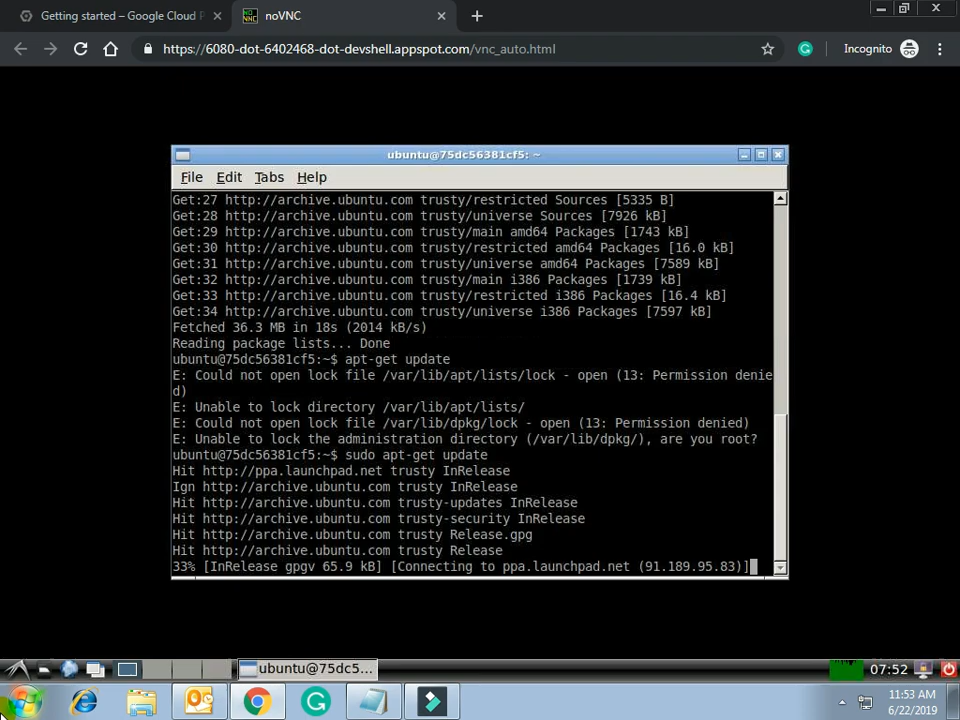 Getting started – Google Cloud P
noVNC
https://6080-dot-6402468-dot-devshell.appspot.com/vnc_auto.html
Incognito
ubuntu@75dc56381cf5: ~
File Edit Tabs Help
Get:27 http://archive.ubuntu.com trusty/restricted Sources [5335 B]
Get:28 http://archive.ubuntu.com trusty/universe Sources [7926 kB]
Get:29 http://archive.ubuntu.com trusty/main amd64 Packages [1743 kB]
Get:30 http://archive.ubuntu.com trusty/restricted amd64 Packages [16.0 kB]
Get:31 http://archive.ubuntu.com trusty/universe amd64 Packages [7589 kB]
Get:32 http://archive.ubuntu.com trusty/main i386 Packages [1739 kB]
Get:33 http://archive.ubuntu.com trusty/restricted i386 Packages [16.4 kB]
Get:34 http://archive.ubuntu.com trusty/universe i386 Packages [7597 kB]
Fetched 36.3 MB in 18s (2014 kB/s)
Reading package lists... Done
ubuntu@75dc56381cf5:~$ apt-get update
E: Could not open lock file /var/lib/apt/lists/lock - open (13: Permission denie
d)
E: Unable to lock directory /var/lib/apt/lists/
E: Could not open lock file /var/lib/dpkg/lock - open (13: Permission denied)
E: Unable to lock the administration directory (/var/lib/dpkg/), are you root?
ubuntu@75dc56381cf5:~$ sudo apt-get update
Hit http://ppa.launchpad.net trusty InRelease
Ign http://archive.ubuntu.com trusty InRelease
Hit http://archive.ubuntu.com trusty-updates InRelease
Hit http://archive.ubuntu.com trusty-security InRelease
Hit http://archive.ubuntu.com trusty Release.gpg
Hit http://archive.ubuntu.com trusty Release
33% [InRelease gpgv 65.9 kB] [Connecting to ppa.launchpad.net (91.189.95.83)]
ubuntu@75dc5...
07:52
11:53 AM
6/22/2019